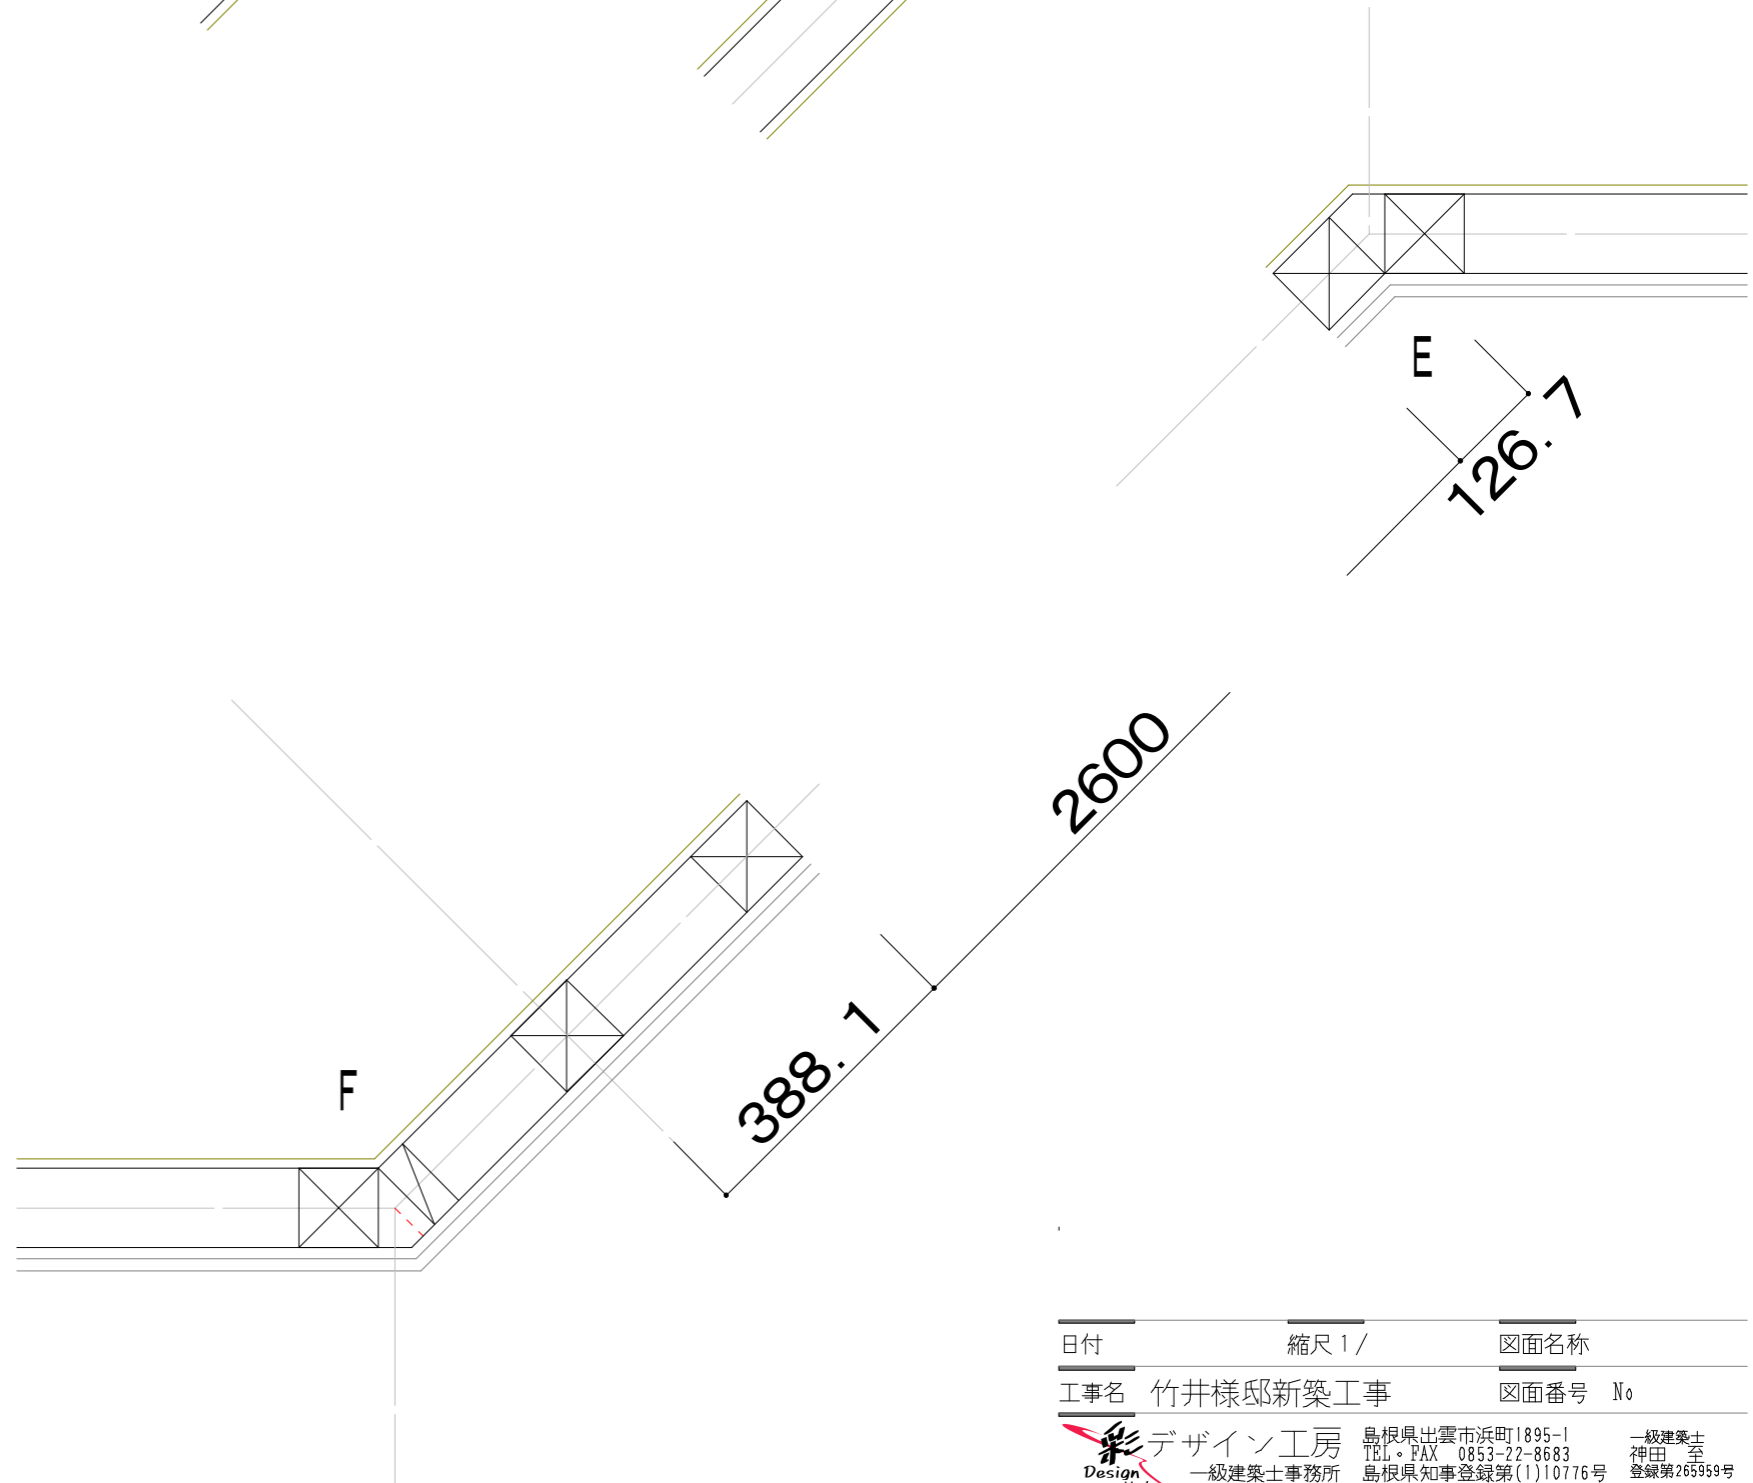 E
126.7
2600
388.1
F
日付 縮尺1/ 図面名称
工事名 竹井様邸新築工事 図面番号 No
彩 デザイン工房 島根県出雲市浜町1895-1 一級建築士
TEL・FAX 0853-22-8683 神田 至
Design 一級建築士事務所 島根県知事登録第(1)10776号 登録第265959号